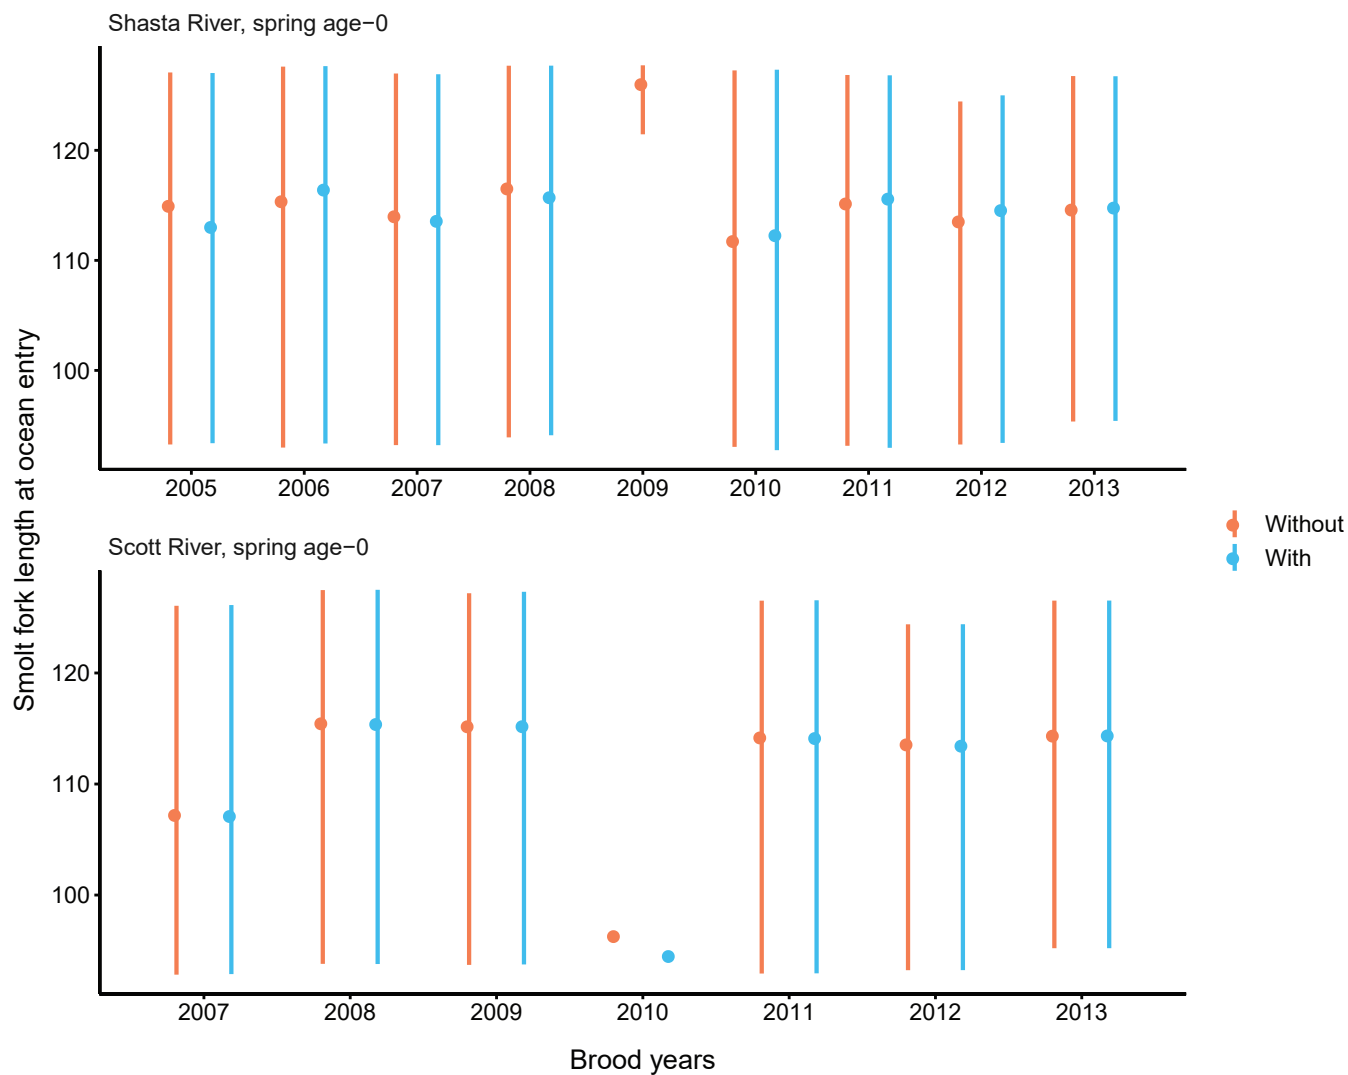 Shasta River, spring age−0
120
110
100
2005 2006 2007 2008 2009 2010 2011 2012 2013
Smolt fork length at ocean entry
Without
With
Scott River, spring age−0
120
110
100
2007 2008 2009 2010 2011 2012 2013
Brood years